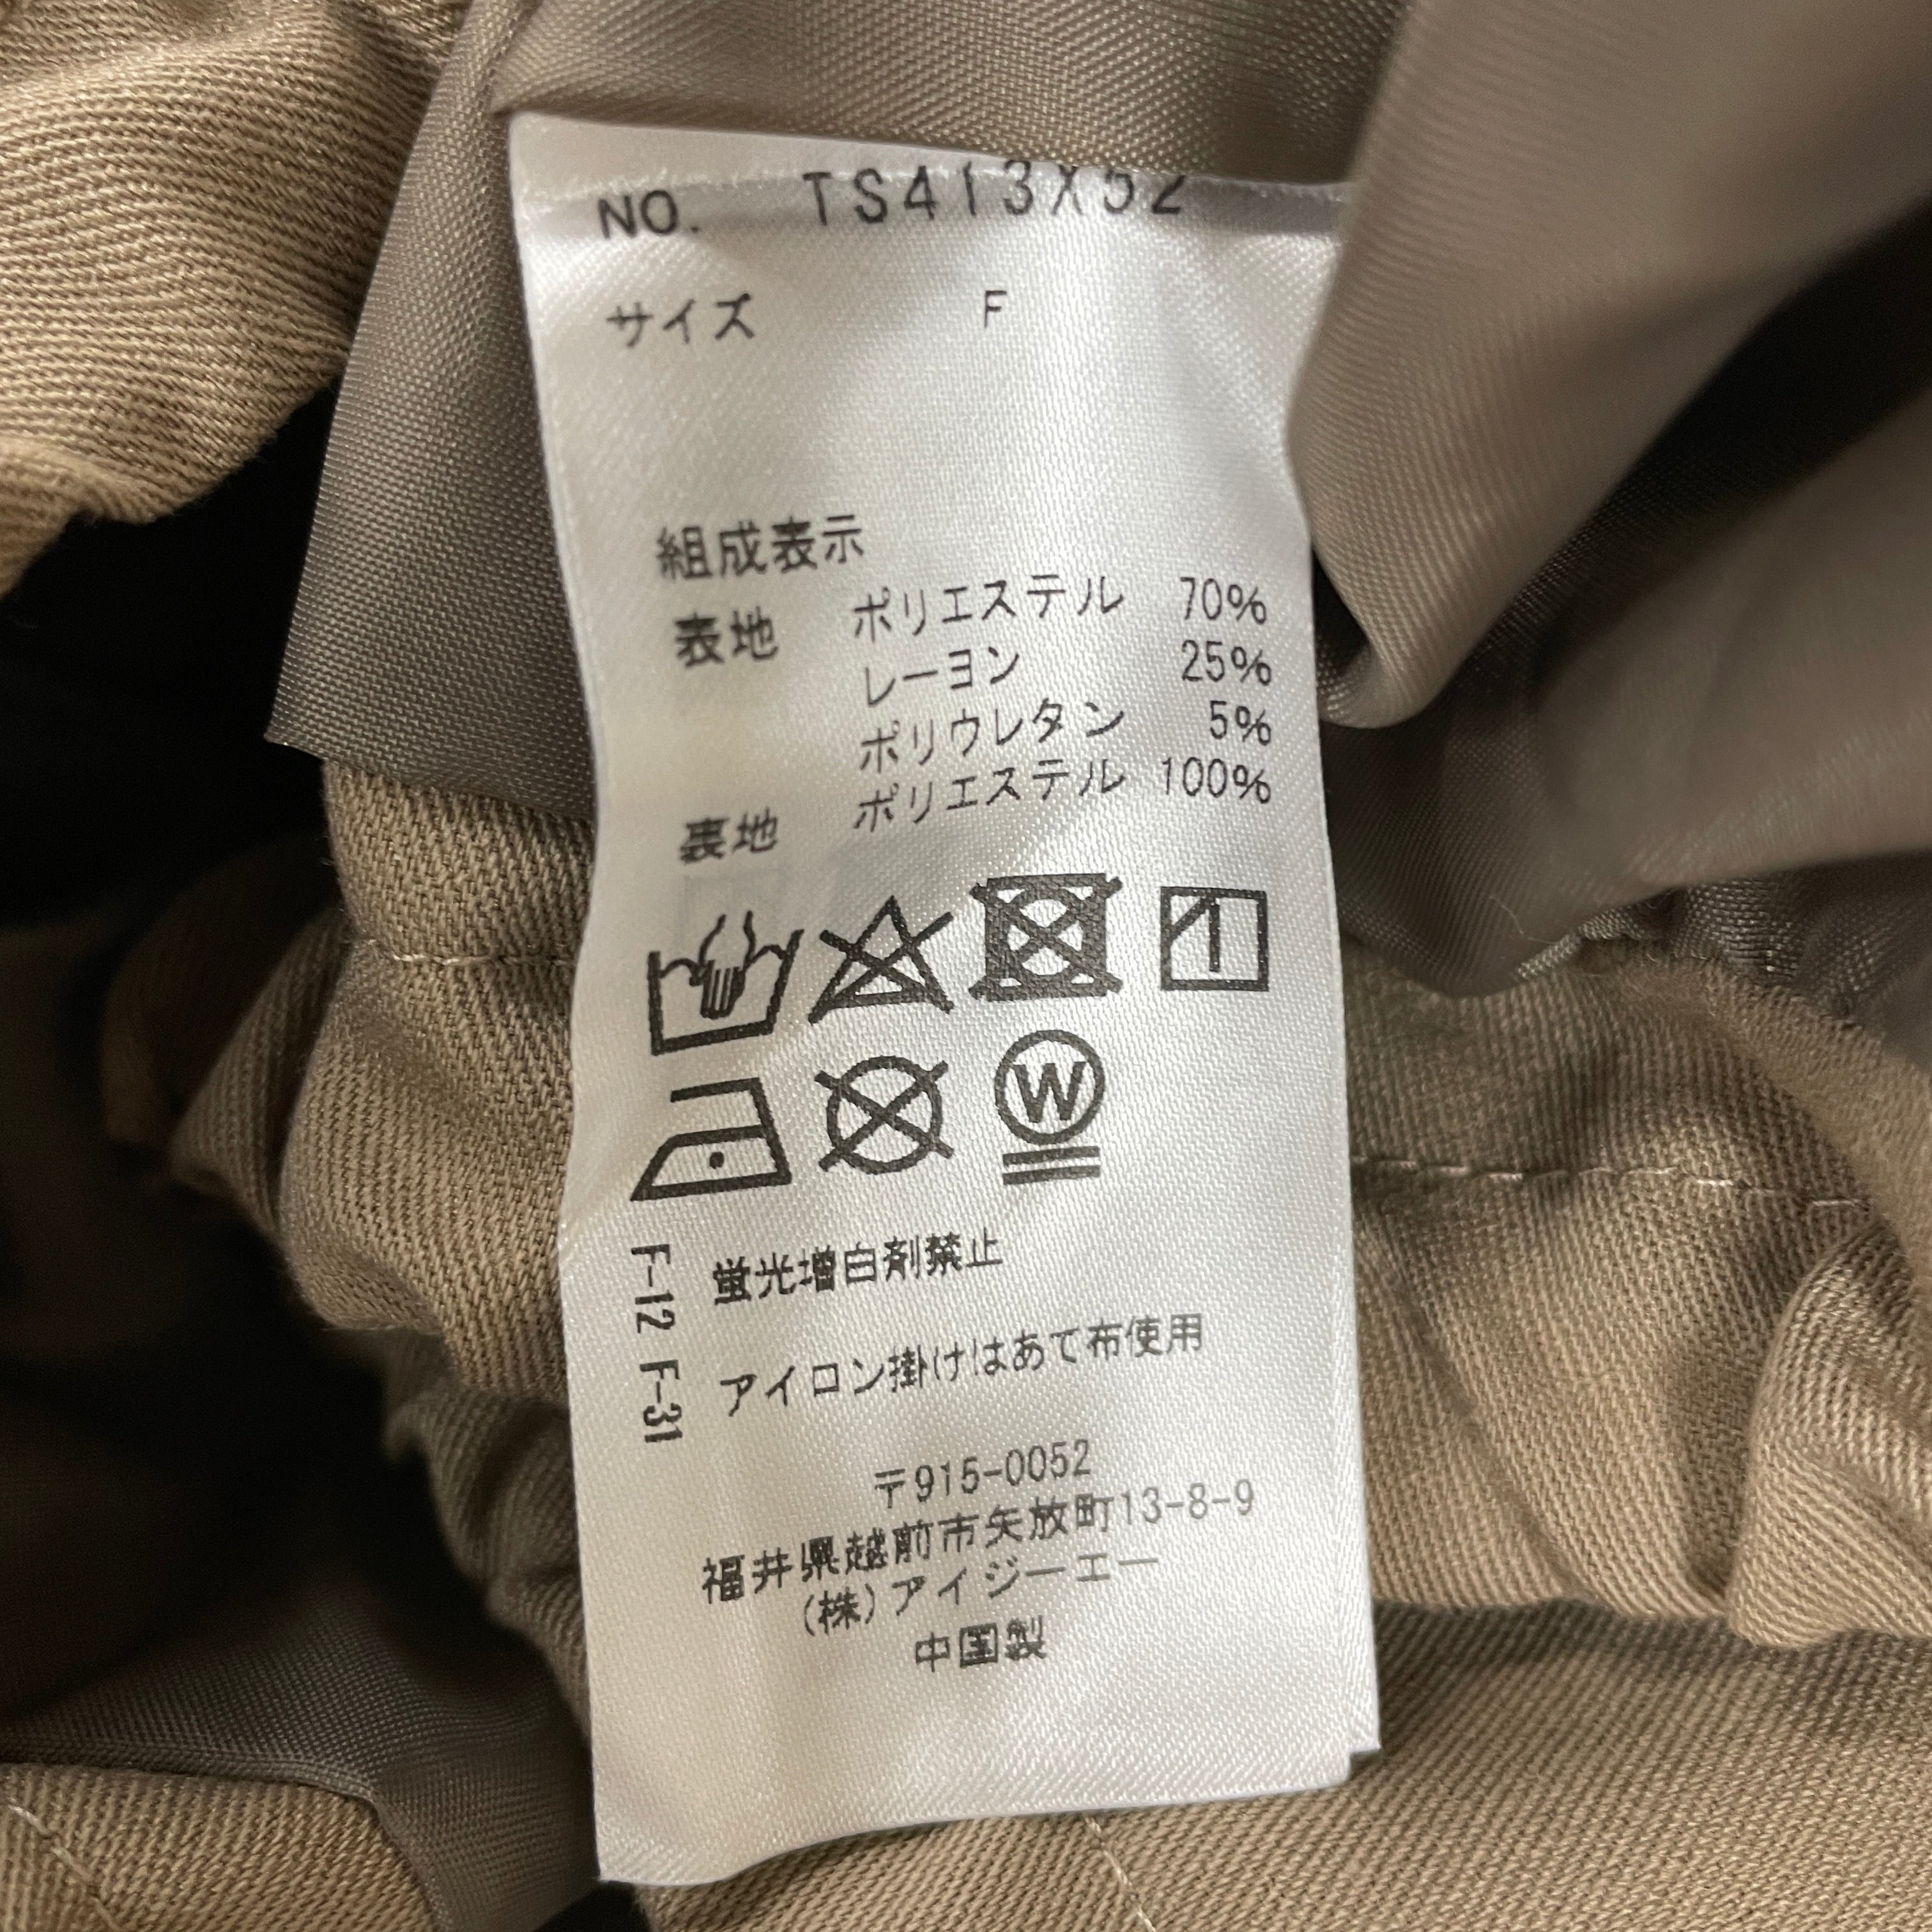 NO. TS413X52
サイズ F
組成表示
表地 ポリエステル 70%
レーヨン 25%
ポリウレタン 5%
裏地 ポリエステル 100%
1
W
F-12 蛍光増白剤禁止
F-31 アイロン掛けはあて布使用
〒915-0052
福井県越前市矢放町13-8-9
(株)アイジーエー
中国製